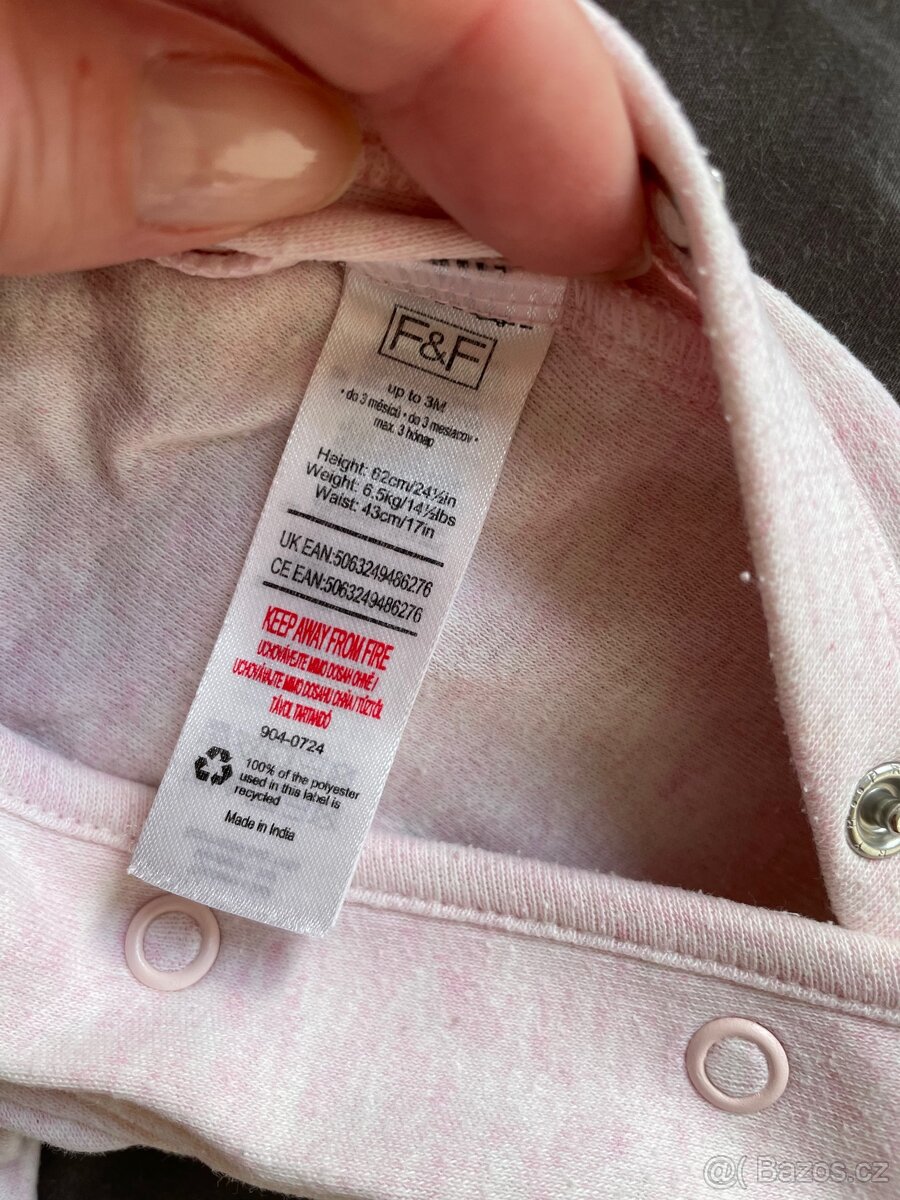 F&F
up to 3M
• do 3 měsíců • do 3 mesiacov •
max. 3 hónap
Height: 62cm/24½in
Weight: 6.5kg/14½lbs
Waist: 43cm/17in
UK EAN:5063249486276
CE EAN:5063249486276
KEEP AWAY FROM FIRE
UCHOVÁVEJTE MIMO DOSAH OHNĚ /
UCHOVÁVAJTE MIMO DOSAHU OHŇA / TŰZTŐL
TÁVOL TARTANDÓ
904-0724
100% of the polyester
used in this label is
recycled
Made in India
@( Bazos.cz